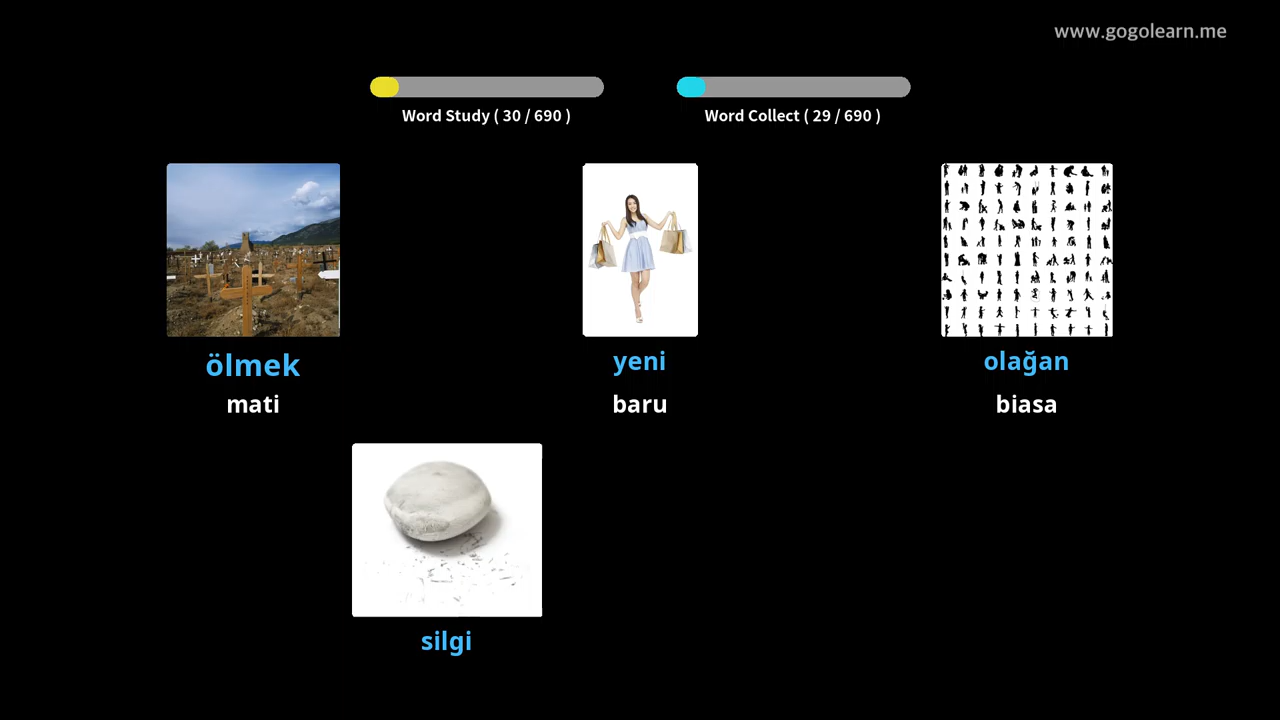 www.gogolearn.me
Word Study ( 30 / 690 )
Word Collect ( 29 / 690 )
ölmek
mati
yeni
baru
olağan
biasa
silgi